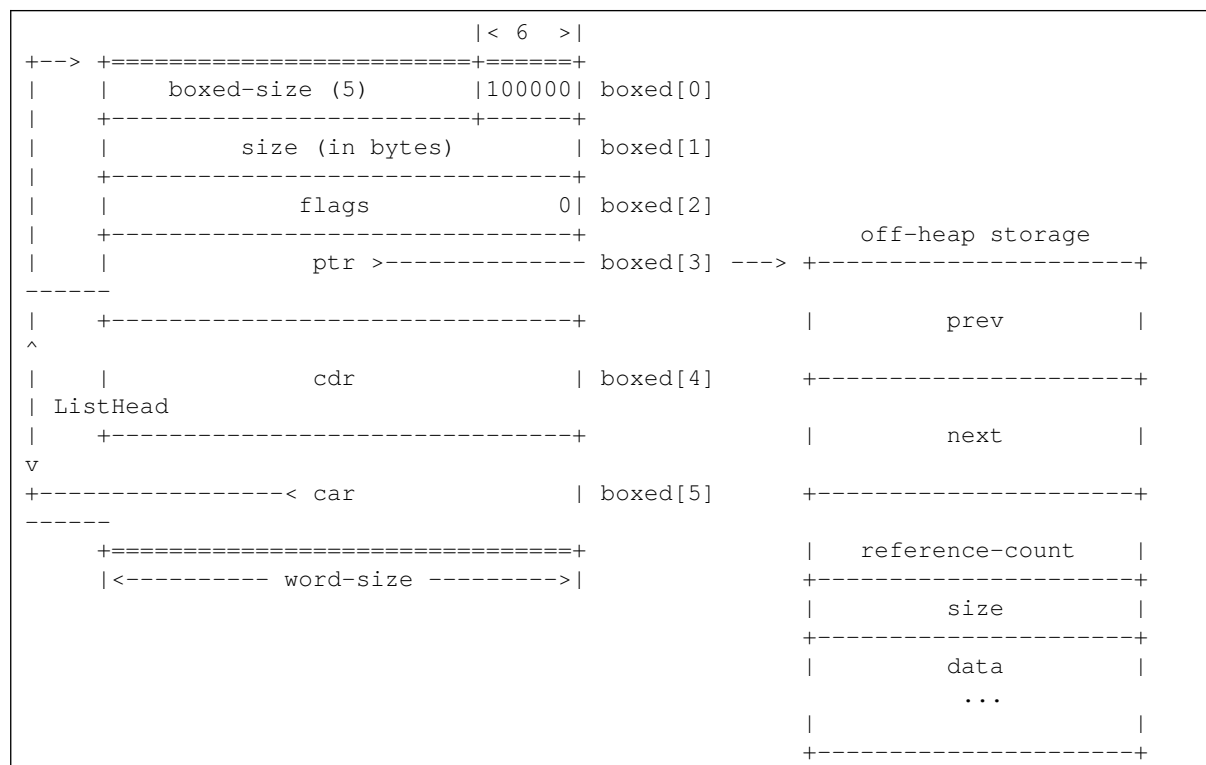 |< 6  >|
+--> +=========================+======+
|    |    boxed-size (5)       |100000| boxed[0]
|    +-------------------------+------+
|    |         size (in bytes)        | boxed[1]
|    +--------------------------------+
|    |             flags             0| boxed[2]
|    +--------------------------------+                   off-heap storage
|    |              ptr >-------------- boxed[3] ---> +----------------------+
------
|    +--------------------------------+               |         prev         |
^
|    |              cdr               | boxed[4]      +----------------------+
| ListHead
|    +--------------------------------+               |         next         |
v
+-----------------< car               | boxed[5]      +----------------------+
------
     +================================+               |   reference-count    |
     |<---------- word-size --------->|               +----------------------+
                                                      |         size         |
                                                      +----------------------+
                                                      |         data         |
                                                                 ...
                                                      |                      |
                                                      +----------------------+